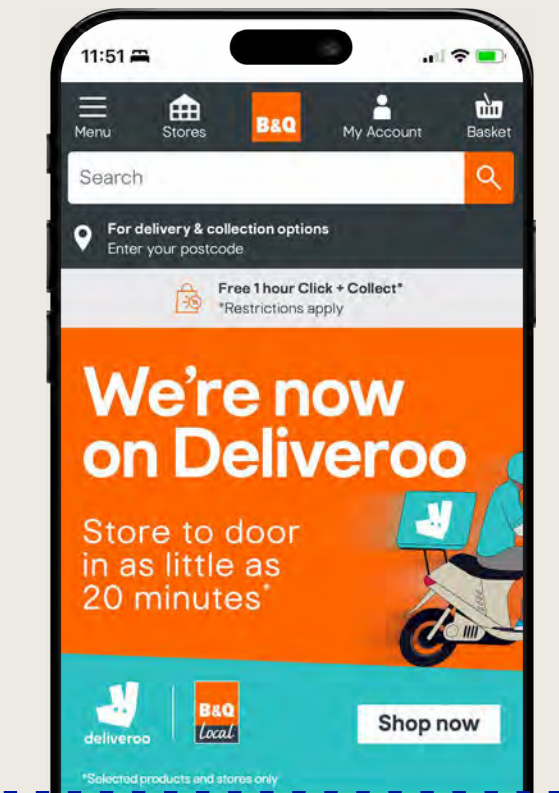 11:51
Menu
Stores
B&Q
My Account
Basket
Search
For delivery & collection options
Enter your postcode
Free 1 hour Click + Collect*
*Restrictions apply
We're now
on Deliveroo
Store to door
in as little as
20 minutes*
deliveroo
B&Q
Local
Shop now
*Selected products and stores only